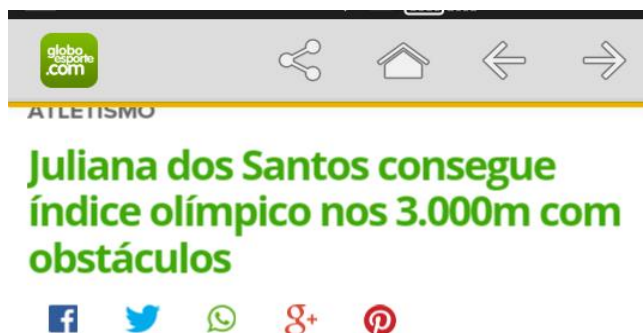 globo
esporte
.com
ATLETISMO
Juliana dos Santos consegue
índice olímpico nos 3.000m com
obstáculos